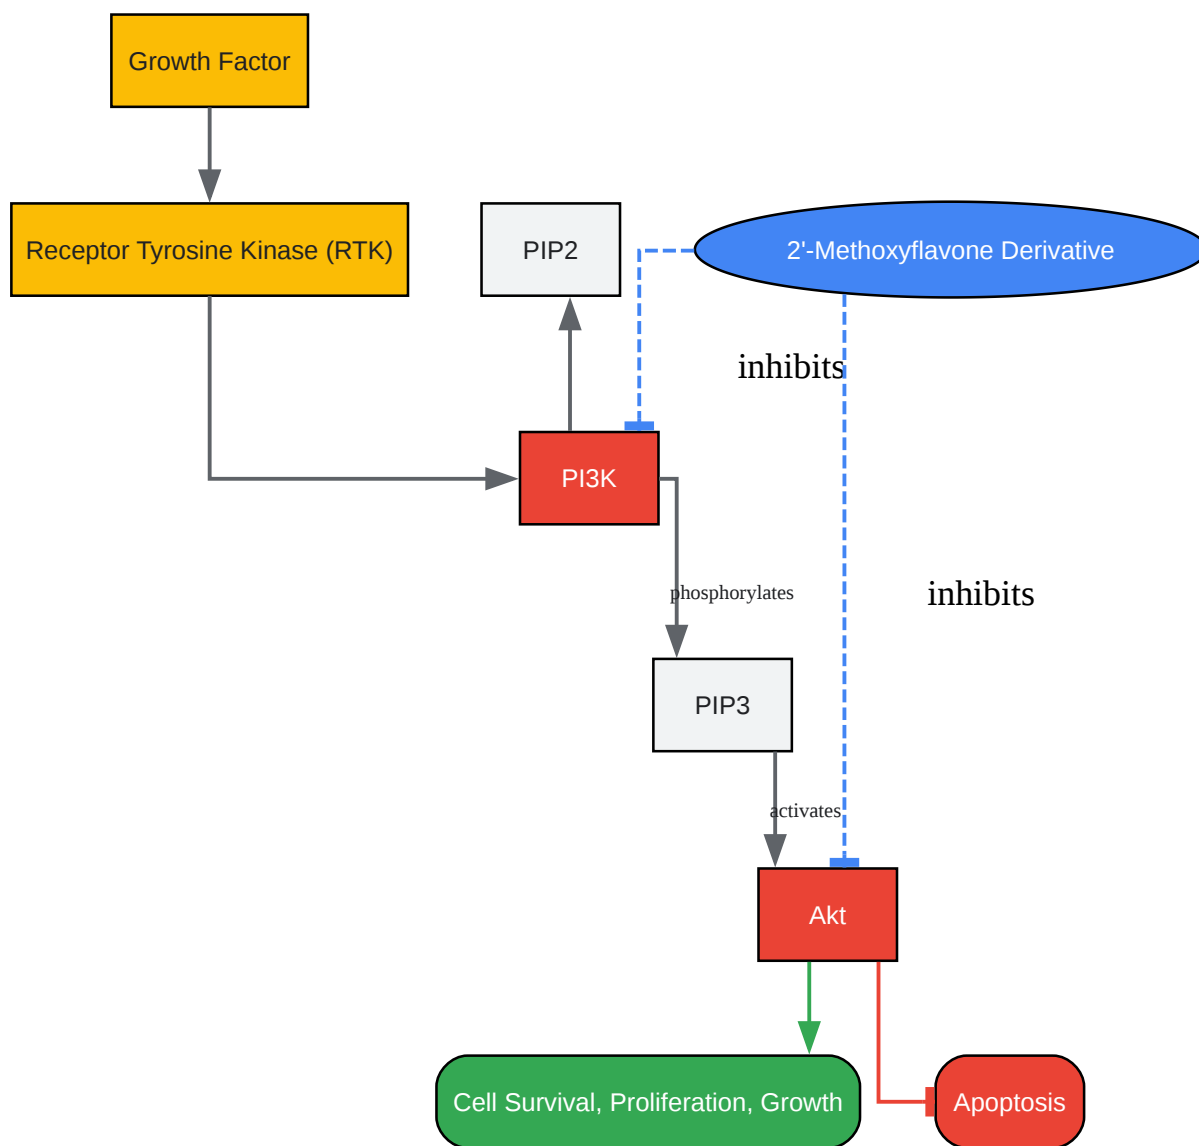 Growth Factor
Receptor Tyrosine Kinase (RTK)
PIP2
2'-Methoxyflavone Derivative
inhibits
PI3K
phosphorylates
inhibits
PIP3
activates
Akt
Cell Survival, Proliferation, Growth
Apoptosis